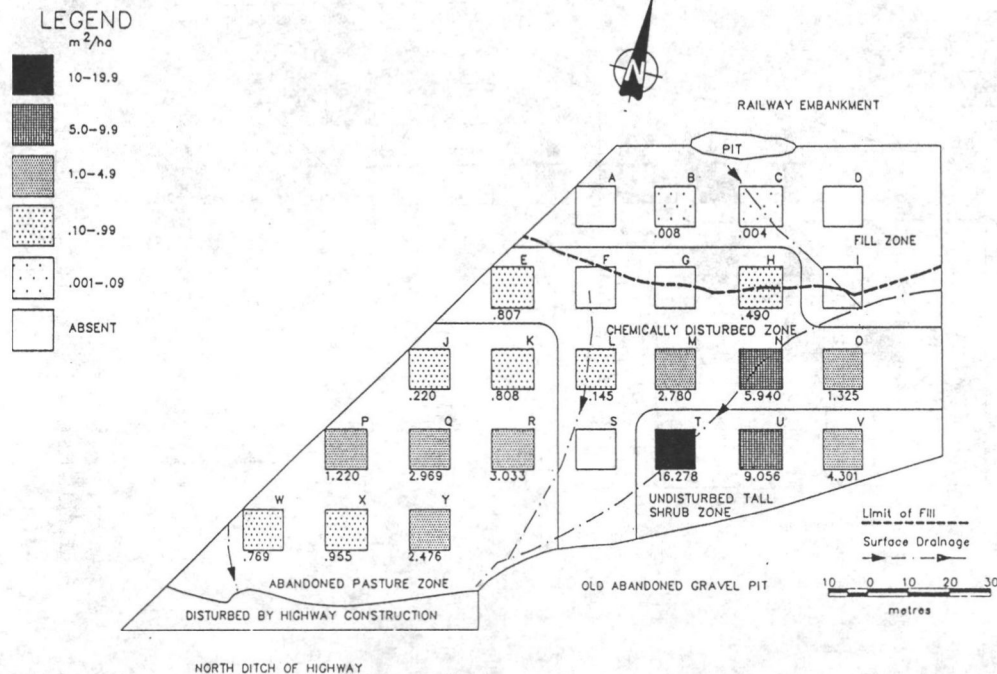 LEGEND
m²/ha
10-19.9
5.0-9.9
1.0-4.9
.10-.99
.001-.09
ABSENT
N
RAILWAY EMBANKMENT
PIT
A B C D
.008 .004
FILL ZONE
E F G H I
.807 .490
CHEMICALLY DISTURBED ZONE
J K L M N O
.220 .808 .145 2.780 5.940 1.325
P Q R S T U V
1.220 2.969 3.033 16.278 9.056 4.301
UNDISTURBED TALL
SHRUB ZONE
W X Y
.769 .955 2.476
Limit of Fill
Surface Drainage
ABANDONED PASTURE ZONE
OLD ABANDONED GRAVEL PIT
10 0 10 20 30
metres
DISTURBED BY HIGHWAY CONSTRUCTION
NORTH DITCH OF HIGHWAY